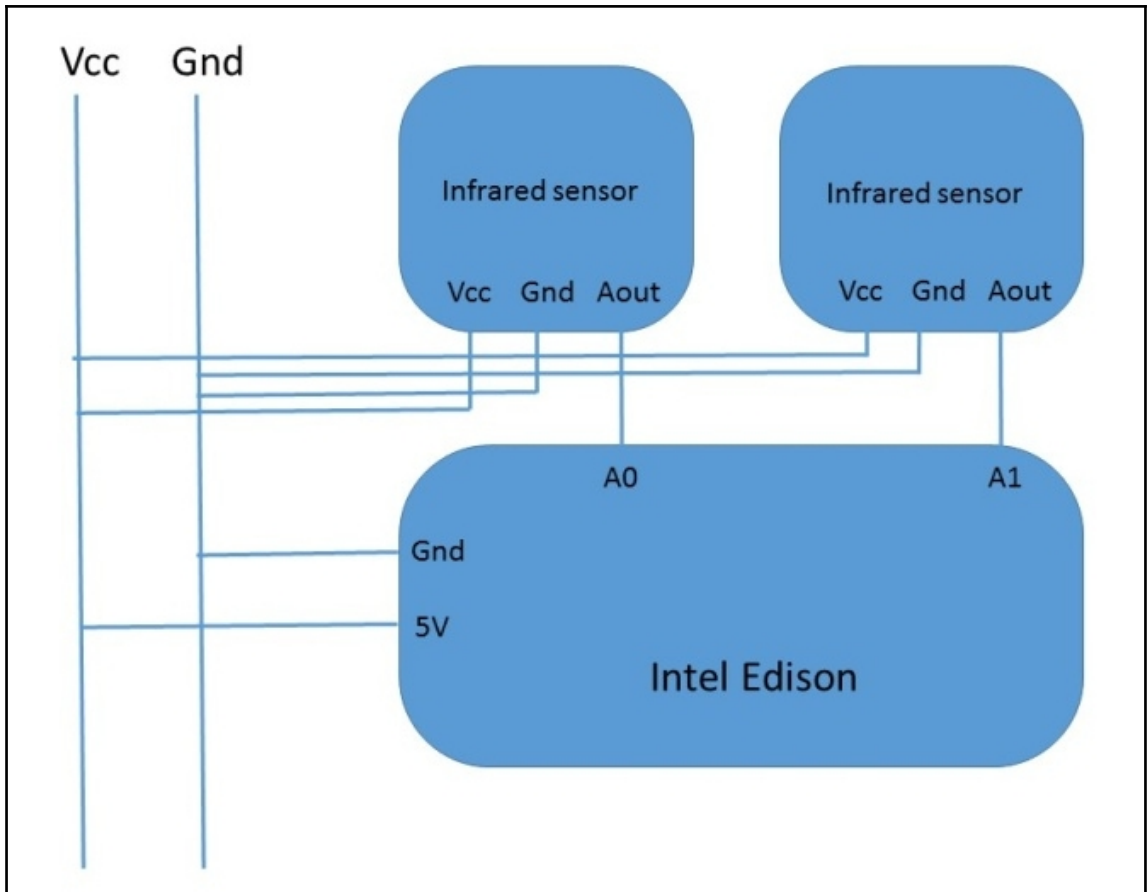 Vcc Gnd
Infrared sensor
Vcc Gnd Aout
Infrared sensor
Vcc Gnd Aout
A0 A1
Gnd
5V
Intel Edison